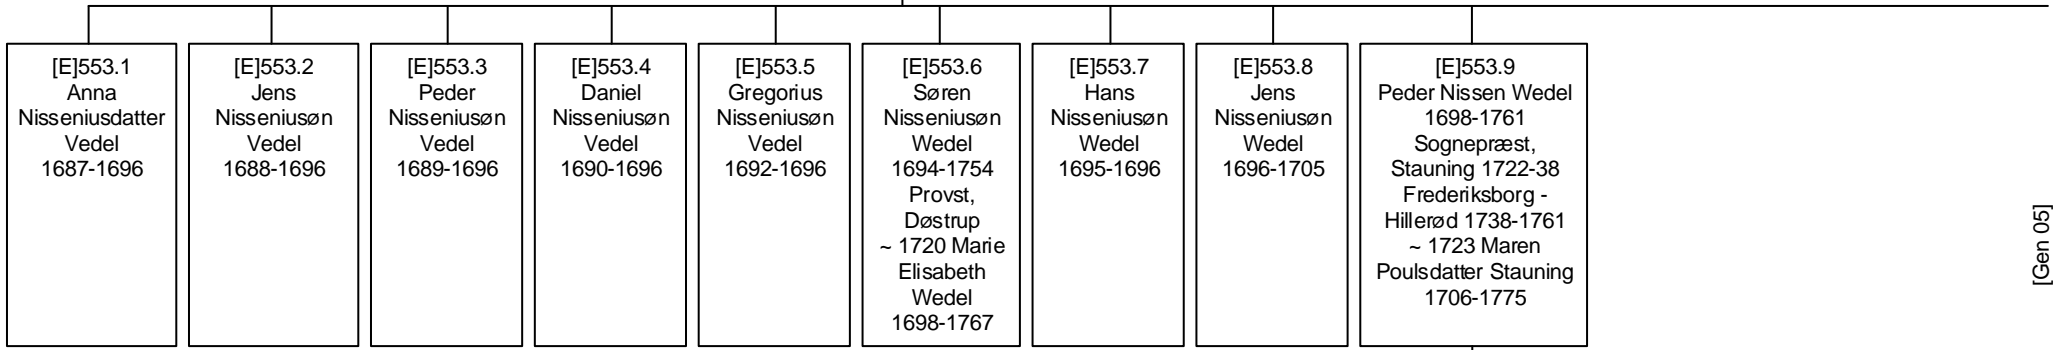 [E]553.1
Anna
Nisseniusdatter
Vedel
1687-1696
[E]553.2
Jens
Nisseniusøn
Vedel
1688-1696
[E]553.3
Peder
Nisseniusøn
Vedel
1689-1696
[E]553.4
Daniel
Nisseniusøn
Vedel
1690-1696
[E]553.5
Gregorius
Nisseniusøn
Vedel
1692-1696
[E]553.6
Søren
Nisseniusøn
Wedel
1694-1754
Provst,
Døstrup
~ 1720 Marie
Elisabeth
Wedel
1698-1767
[E]553.7
Hans
Nisseniusøn
Wedel
1695-1696
[E]553.8
Jens
Nisseniusøn
Wedel
1696-1705
[E]553.9
Peder Nissen Wedel
1698-1761
Sognepræst,
Stauning 1722-38
Frederiksborg -
Hillerød 1738-1761
~ 1723 Maren
Poulsdatter Stauning
1706-1775
[Gen 05]